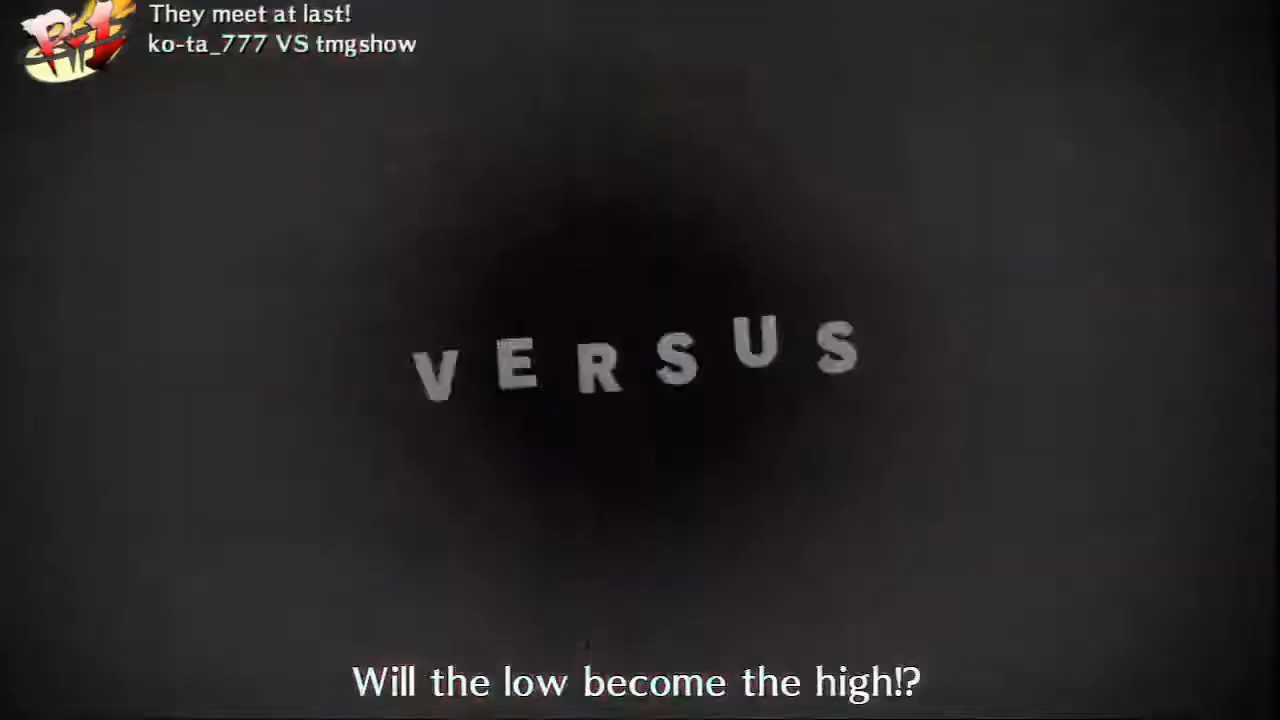 They meet at last!
ko-ta_777 VS tmgshow
VERSUS
Will the low become the high!?